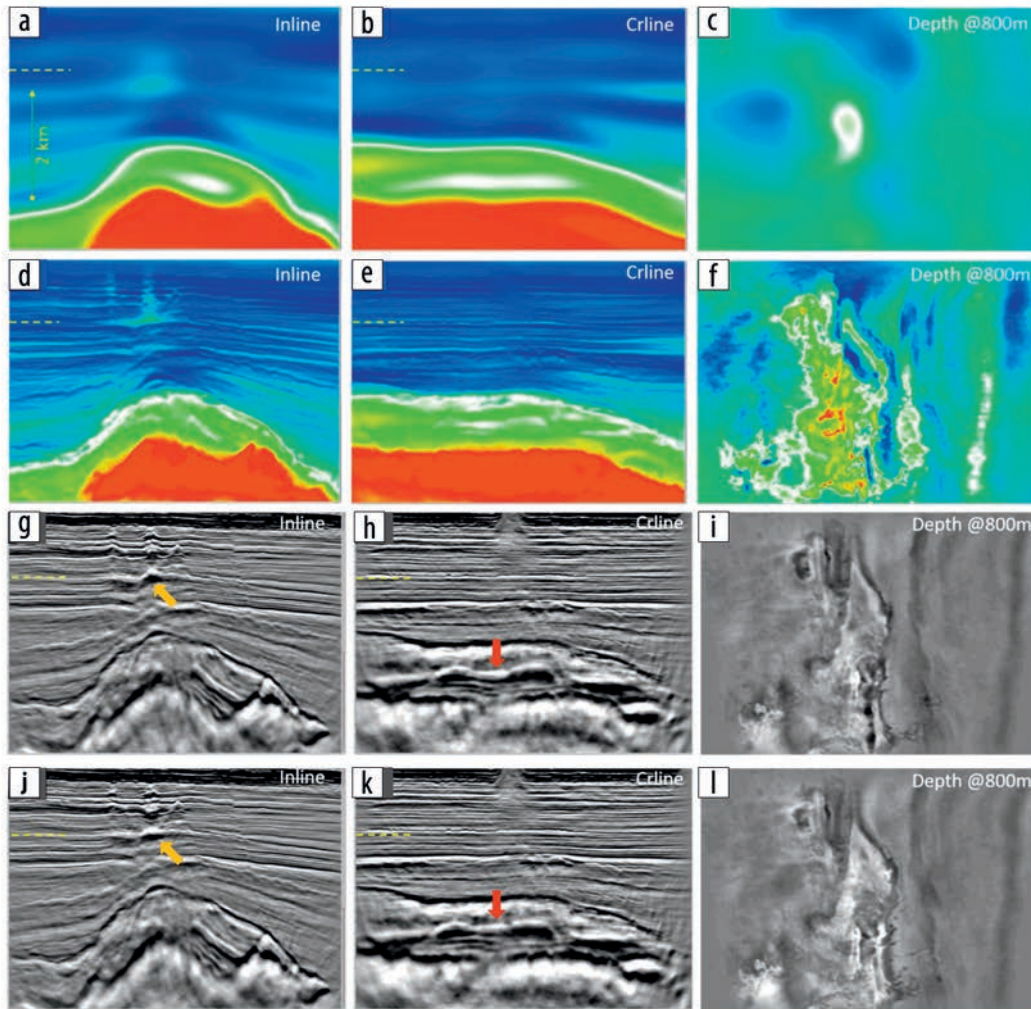 a Inline
b Crline
c Depth @800m
2 km
d Inline
e Crline
f Depth @800m
g Inline
h Crline
i Depth @800m
j Inline
k Crline
l Depth @800m